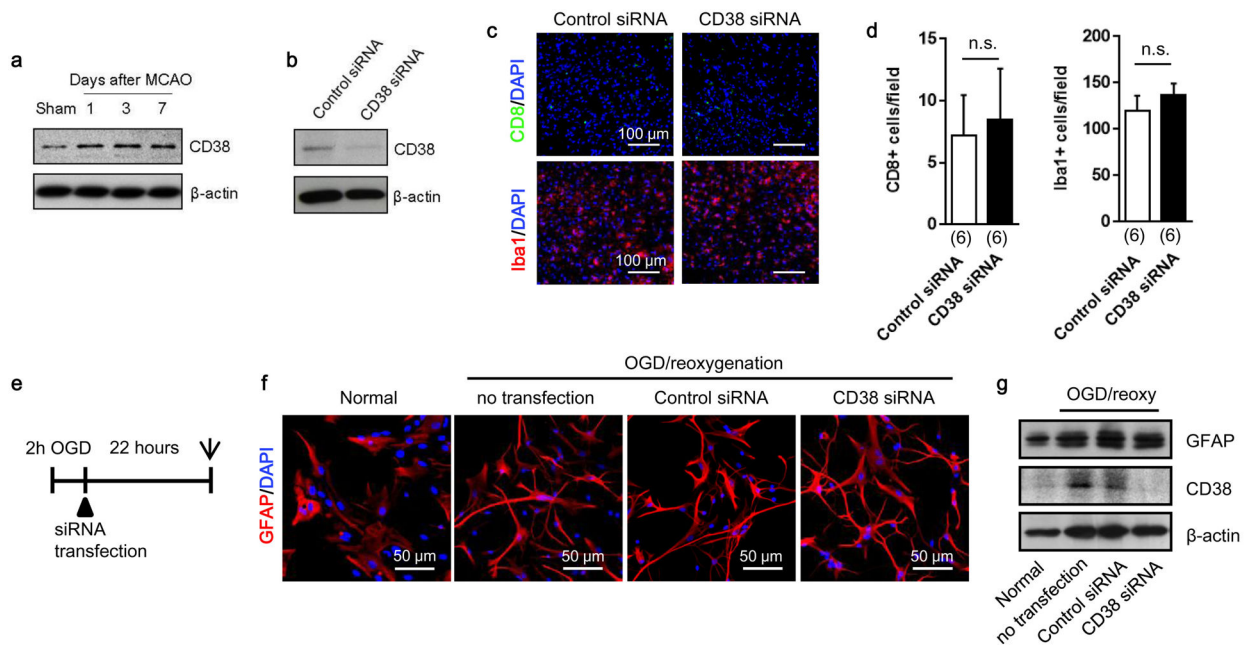 a
Days after MCAO
Sham 1 3 7
CD38
β-actin
b
Control siRNA
CD38 siRNA
CD38
β-actin
c
Control siRNA CD38 siRNA
CD8/DAPI
100 µm
Iba1/DAPI
100 µm
d
CD8+ cells/field
15
10
5
0
n.s.
(6) (6)
Control siRNA
CD38 siRNA
Iba1+ cells/field
200
150
100
50
0
n.s.
(6) (6)
Control siRNA
CD38 siRNA
e
2h OGD 22 hours
siRNA
transfection
f
OGD/reoxygenation
Normal no transfection Control siRNA CD38 siRNA
GFAP/DAPI
50 µm 50 µm 50 µm 50 µm
g
OGD/reoxy
GFAP
CD38
β-actin
Normal
no transfection
Control siRNA
CD38 siRNA